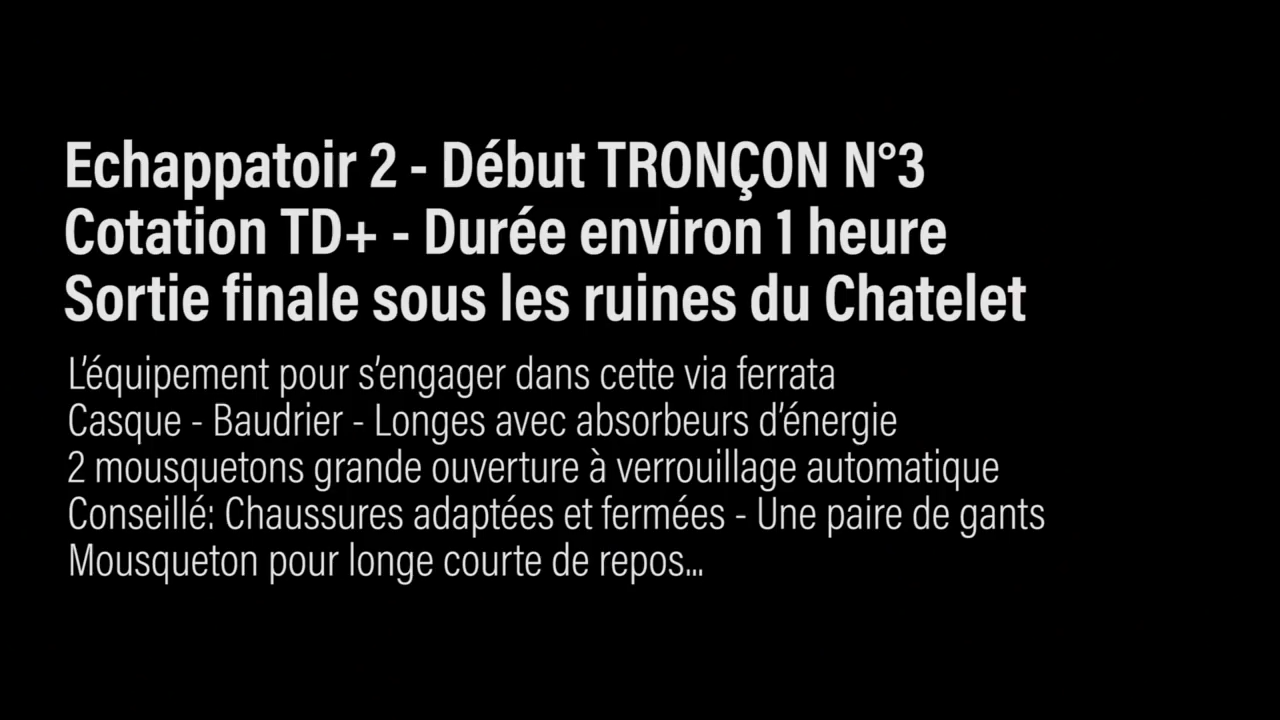 Echappatoir 2 - Début TRONÇON N°3
Cotation TD+ - Durée environ 1 heure
Sortie finale sous les ruines du Chatelet
L’équipement pour s’engager dans cette via ferrata
Casque - Baudrier - Longes avec absorbeurs d’énergie
2 mousquetons grande ouverture à verrouillage automatique
Conseillé: Chaussures adaptées et fermées - Une paire de gants
Mousqueton pour longe courte de repos...